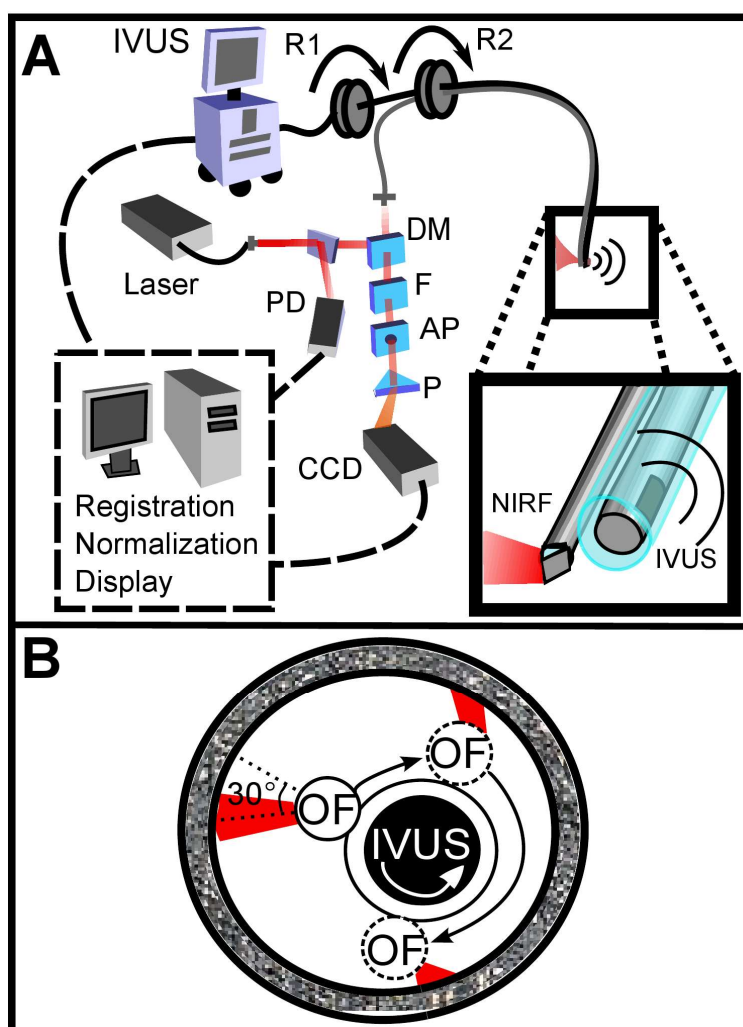 A
IVUS
R1
R2
DM
Laser
F
PD
AP
P
CCD
Registration
Normalization
Display
NIRF
IVUS
B
30°
OF
OF
IVUS
OF